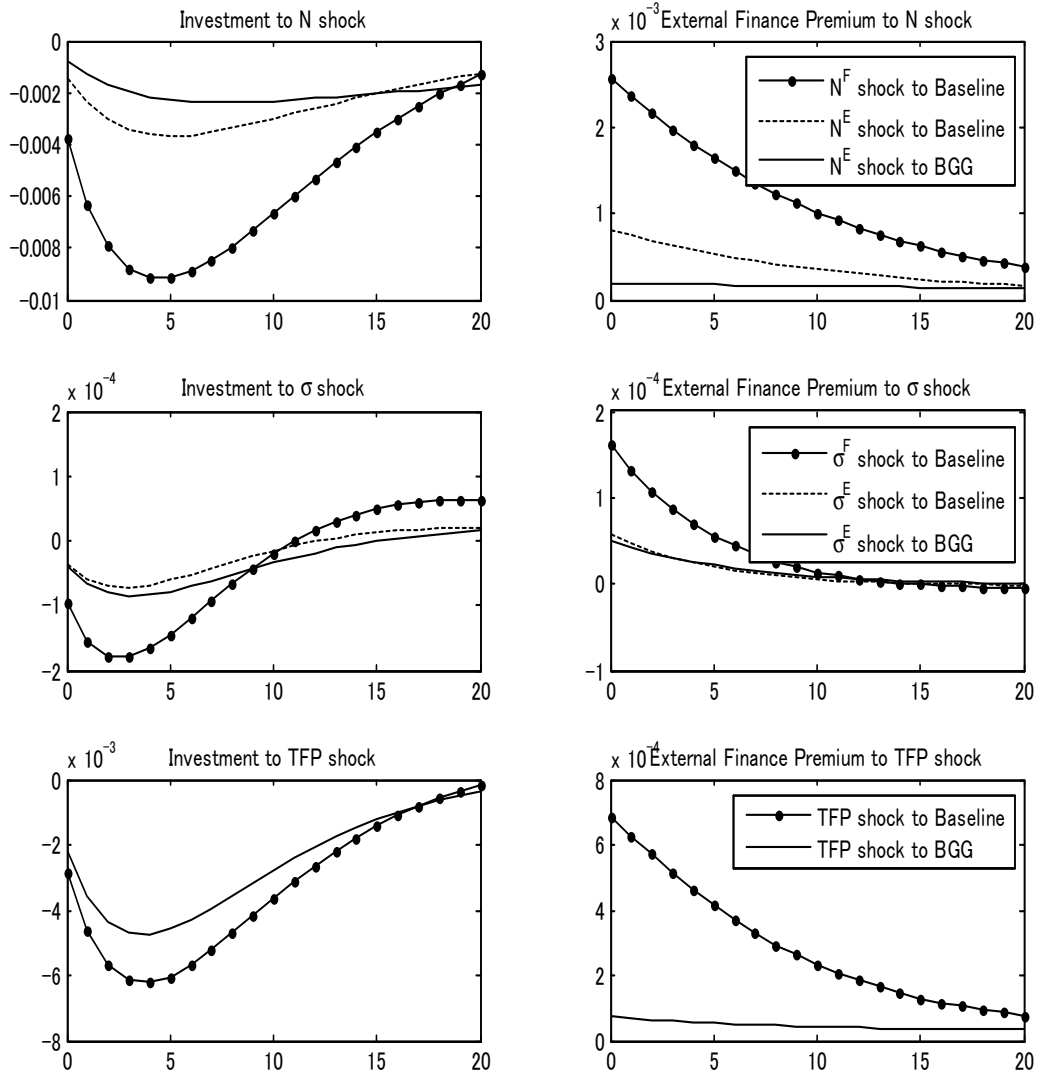 Investment to N shock
0
−0.002
−0.004
−0.006
−0.008
−0.01
0 5 10 15 20
x 10^-3 External Finance Premium to N shock
3
2
1
0
N^F shock to Baseline
N^E shock to Baseline
N^E shock to BGG
0 5 10 15 20
x 10^-4 Investment to σ shock
2
1
0
−1
−2
0 5 10 15 20
x 10^-4 External Finance Premium to σ shock
2
1
0
−1
σ^F shock to Baseline
σ^E shock to Baseline
σ^E shock to BGG
0 5 10 15 20
x 10^-3 Investment to TFP shock
0
−2
−4
−6
−8
0 5 10 15 20
x 10^-4 External Finance Premium to TFP shock
8
6
4
2
0
TFP shock to Baseline
TFP shock to BGG
0 5 10 15 20